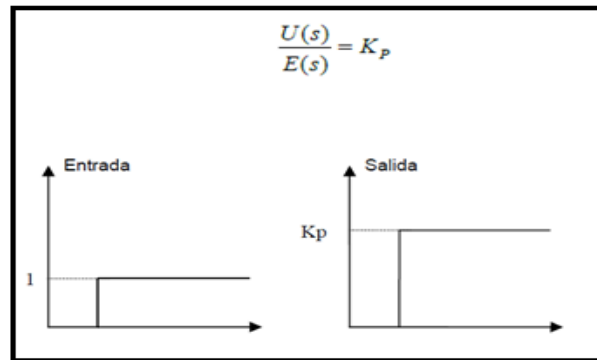 U(s)
E(s) = K_P
Entrada
Salida
Kp
1